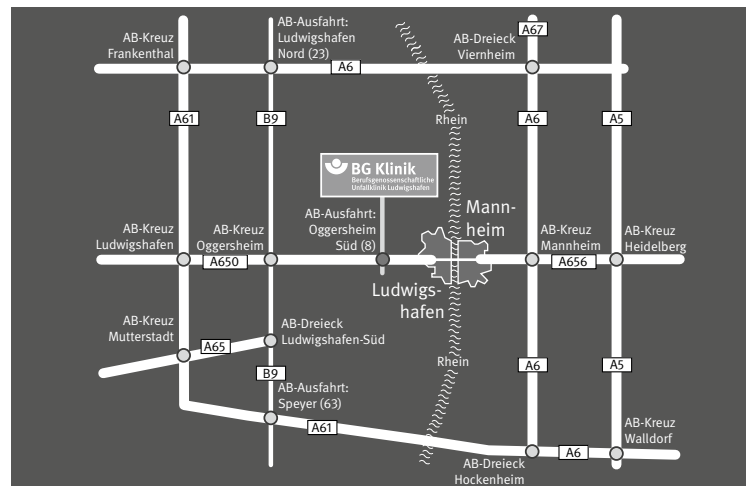 AB-Kreuz
Frankenthal
AB-Ausfahrt:
Ludwigshafen
Nord (23)
A6
AB-Dreieck
Viernheim
A67
A61
B9
Rhein
A6
A5
BG Klinik
Berufsgenossenschaftliche
Unfallklinik Ludwigshafen
AB-Kreuz
Ludwigshafen
A650
AB-Kreuz
Oggersheim
AB-Ausfahrt:
Oggersheim
Süd (8)
Mann-
heim
Ludwigs-
hafen
AB-Kreuz
Mannheim
A656
AB-Kreuz
Heidelberg
AB-Kreuz
Mutterstadt
A65
AB-Dreieck
Ludwigshafen-Süd
B9
AB-Ausfahrt:
Speyer (63)
A61
Rhein
A6
A5
AB-Dreieck
Hockenheim
A6
AB-Kreuz
Walldorf